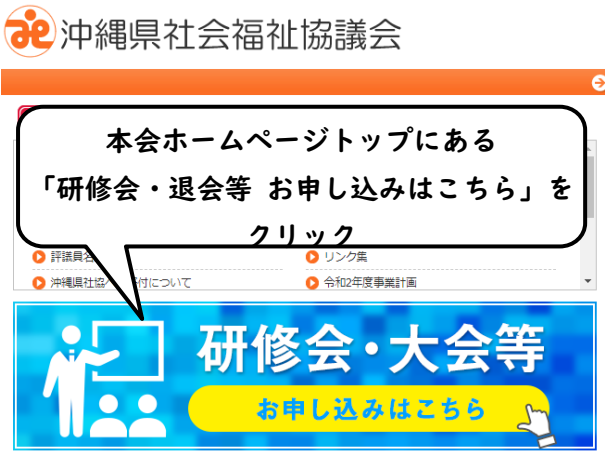 沖縄県社会福祉協議会
本会ホームページトップにある
「研修会・退会等 お申し込みはこちら」を
クリック
評議員名
リンク集
沖縄県社協へ
付について
令和2年度事業計画
研修会・大会等
お申し込みはこちら